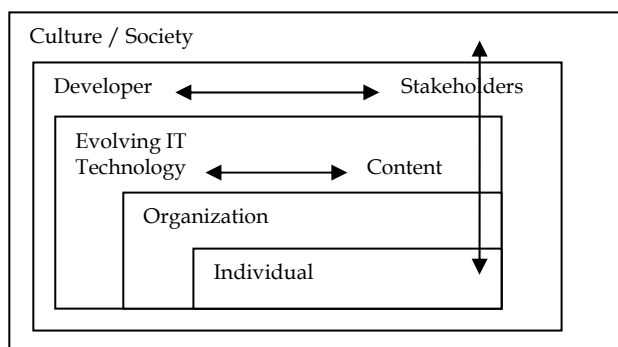 Culture / Society
Developer Stakeholders
Evolving IT
Technology Content
Organization
Individual